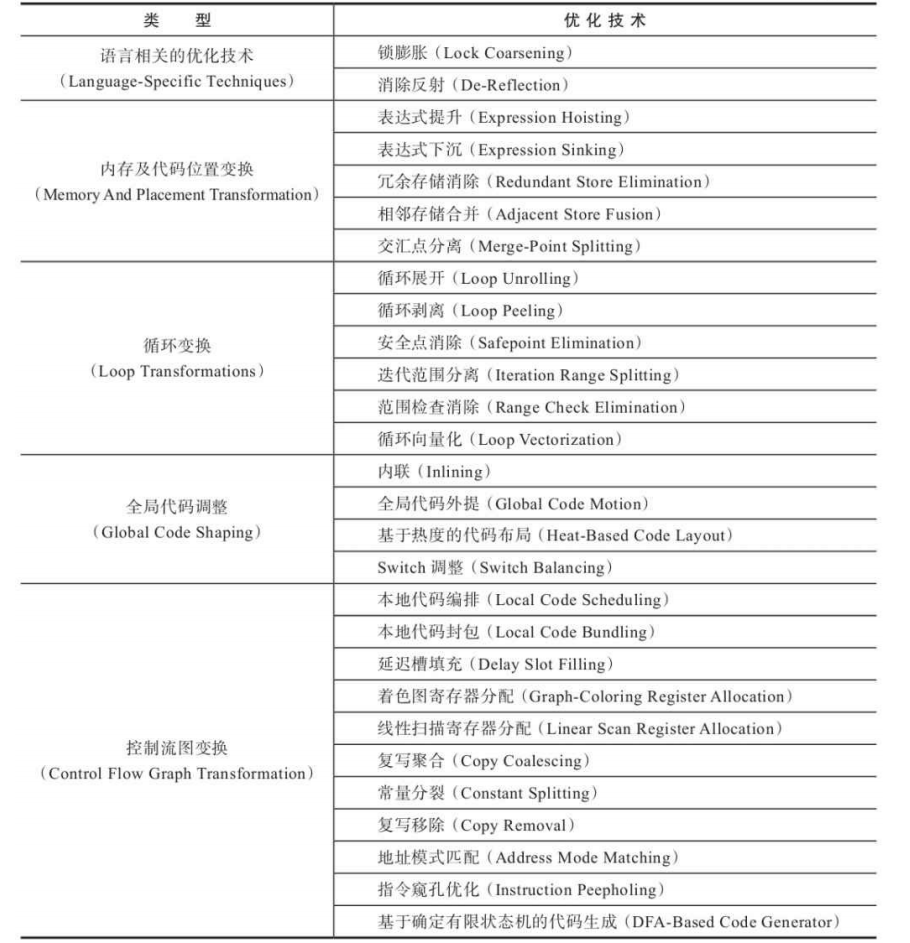 类 型 优化技术
语言相关的优化技术
(Language-Specific Techniques)
锁膨胀(Lock Coarsening)
消除反射(De-Reflection)
内存及代码位置变换
(Memory And Placement Transformation)
表达式提升(Expression Hoisting)
表达式下沉(Expression Sinking)
冗余存储消除(Redundant Store Elimination)
相邻存储合并(Adjacent Store Fusion)
交汇点分离(Merge-Point Splitting)
循环变换
(Loop Transformations)
循环展开(Loop Unrolling)
循环剥离(Loop Peeling)
安全点消除(Safepoint Elimination)
迭代范围分离(Iteration Range Splitting)
范围检查消除(Range Check Elimination)
循环向量化(Loop Vectorization)
全局代码调整
(Global Code Shaping)
内联(Inlining)
全局代码外提(Global Code Motion)
基于热度的代码布局(Heat-Based Code Layout)
Switch 调整(Switch Balancing)
控制流图变换
(Control Flow Graph Transformation)
本地代码编排(Local Code Scheduling)
本地代码封包(Local Code Bundling)
延迟槽填充(Delay Slot Filling)
着色图寄存器分配(Graph-Coloring Register Allocation)
线性扫描寄存器分配(Linear Scan Register Allocation)
复写聚合(Copy Coalescing)
常量分裂(Constant Splitting)
复写移除(Copy Removal)
地址模式匹配(Address Mode Matching)
指令窥孔优化(Instruction Peepholing)
基于确定有限状态机的代码生成(DFA-Based Code Generator)